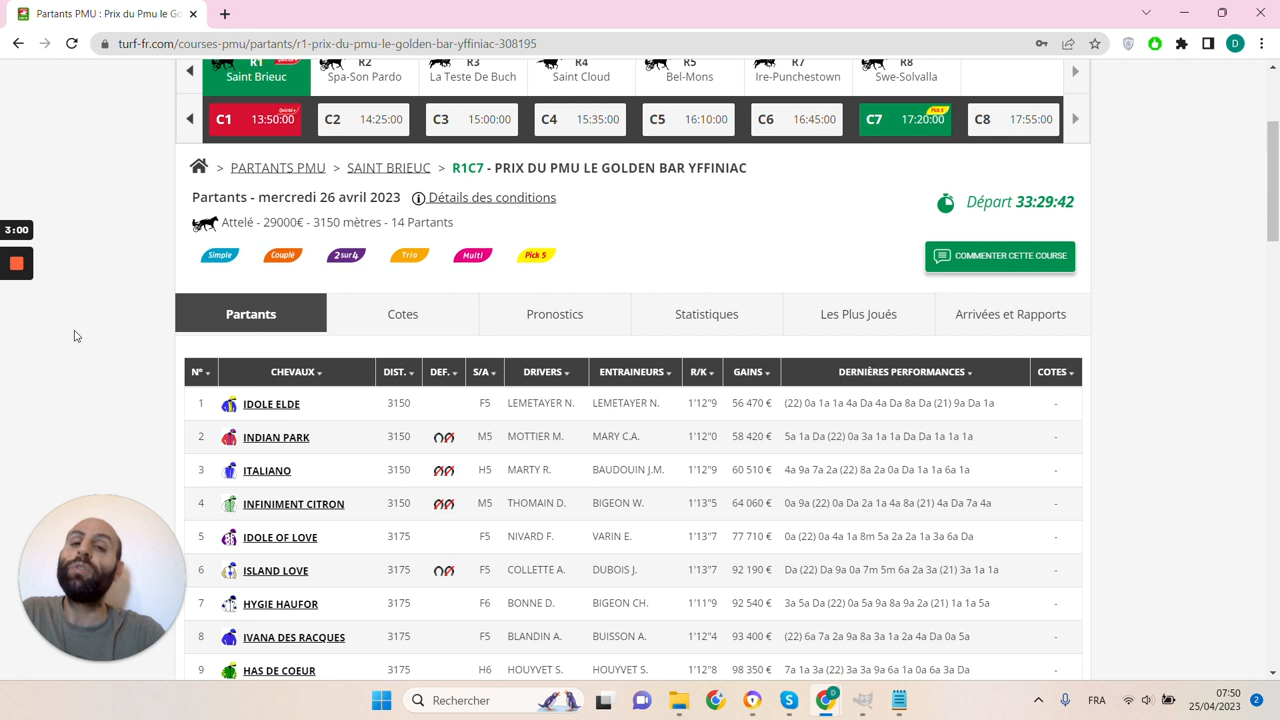 Partants PMU : Prix du Pmu le Go
turf-fr.com/courses-pmu/partants/r1-prix-du-pmu-le-golden-bar-yffiniac-308195
D
R1 R2 R3 R4 R5 R7 R8
Saint Brieuc Spa-Son Pardo La Teste De Buch Saint Cloud Bel-Mons Ire-Punchestown Swe-Solvalla
Quinté+ Pick 5
C1 13:50:00 C2 14:25:00 C3 15:00:00 C4 15:35:00 C5 16:10:00 C6 16:45:00 C7 17:20:00 C8 17:55:00
> PARTANTS PMU > SAINT BRIEUC > R1C7 - PRIX DU PMU LE GOLDEN BAR YFFINIAC
Partants - mercredi 26 avril 2023 Détails des conditions
Départ 33:29:42
Attelé - 29000€ - 3150 mètres - 14 Partants
3:00
Simple Couplé 2sur4 Trio Multi Pick 5
COMMENTER CETTE COURSE
Partants Cotes Pronostics Statistiques Les Plus Joués Arrivées et Rapports
N° CHEVAUX DIST. DEF. S/A DRIVERS ENTRAINEURS R/K GAINS DERNIÈRES PERFORMANCES COTES
1 IDOLE ELDE 3150 F5 LEMETAYER N. LEMETAYER N. 1'12"9 56 470 € (22) 0a 1a 1a 4a Da 4a Da 8a Da (21) 9a Da 1a -
2 INDIAN PARK 3150 M5 MOTTIER M. MARY C.A. 1'12"0 58 420 € 5a 1a Da (22) 0a 3a 1a 1a Da Da 1a 1a 1a -
3 ITALIANO 3150 H5 MARTY R. BAUDOUIN J.M. 1'12"9 60 510 € 4a 9a 7a 2a (22) 8a 2a 0a Da 1a 1a 6a 1a -
4 INFINIMENT CITRON 3150 M5 THOMAIN D. BIGEON W. 1'13"5 64 060 € 0a 9a (22) 0a Da 2a 1a 4a 8a (21) 4a Da 7a 4a -
5 IDOLE OF LOVE 3175 F5 NIVARD F. VARIN E. 1'13"7 77 710 € 0a (22) 0a 4a 1a 8m 5a 2a 2a 1a 3a 6a Da -
6 ISLAND LOVE 3175 F5 COLLETTE A. DUBOIS J. 1'13"7 92 190 € Da (22) Da 9a 0a 7m 5m 6a 2a 3a (21) 3a 1a 1a -
7 HYGIE HAUFOR 3175 F6 BONNE D. BIGEON CH. 1'11"9 92 540 € 3a 5a Da (22) 0a 5a 9a 8a 9a 2a (21) 1a 1a 5a -
8 IVANA DES RACQUES 3175 F5 BLANDIN A. BUISSON A. 1'12"4 93 400 € (22) 6a 7a 2a 9a 8a 3a 1a 2a 4a 1a 0a 5a -
9 HAS DE COEUR 3175 H6 HOUYVET S. HOUYVET S. 1'12"8 98 350 € 7a 1a 3a (22) 3a 3a 9a 6a 1a 0a 6a 3a Da -
Rechercher
FRA
07:50
25/04/2023
2